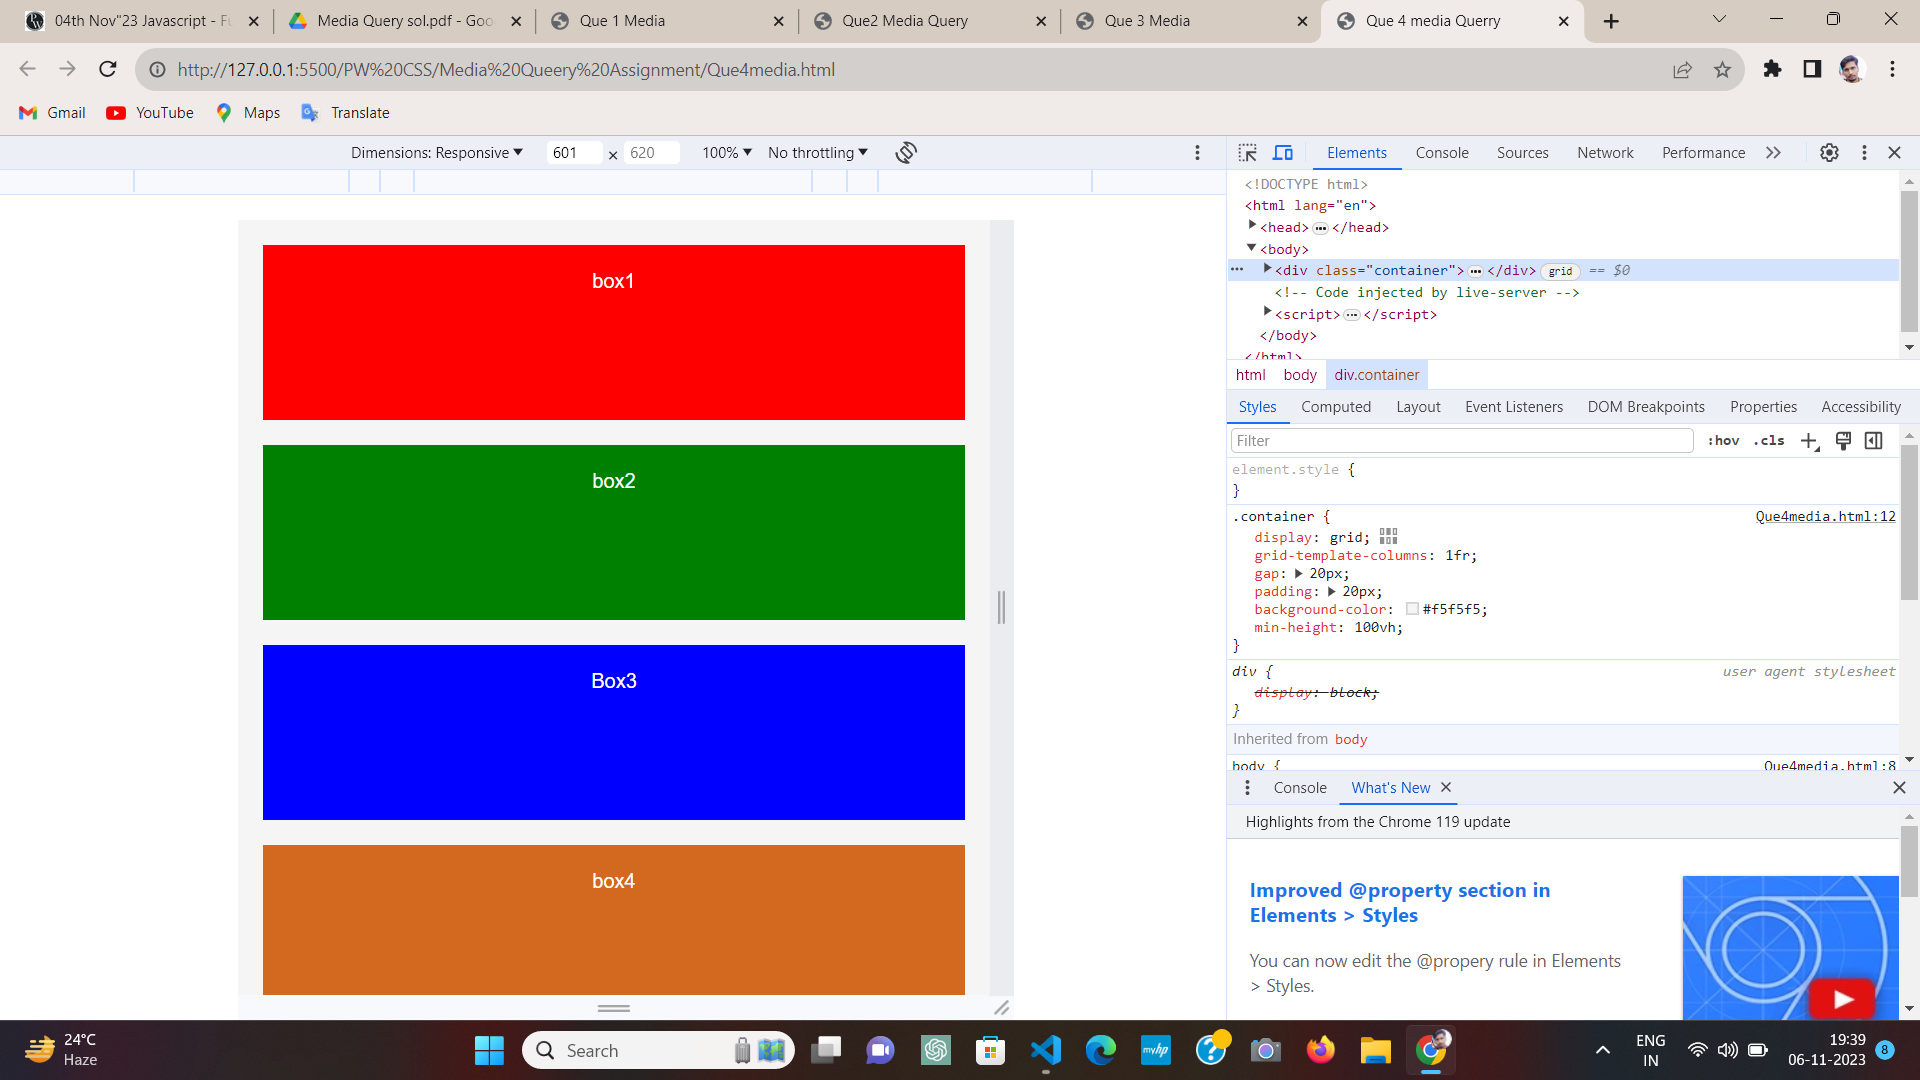 04th Nov"23 Javascript - Fu
Media Query sol.pdf - Goo
Que 1 Media
Que2 Media Query
Que 3 Media
Que 4 media Querry
http://127.0.0.1:5500/PW%20CSS/Media%20Queery%20Assignment/Que4media.html
Gmail
YouTube
Maps
Translate
Dimensions: Responsive
601
×
620
100%
No throttling
box1
box2
Box3
box4
Elements
Console
Sources
Network
Performance
<!DOCTYPE html>
<html lang="en">
<head> ••• </head>
<body>
••• <div class="container"> ••• </div> grid == $0
<!-- Code injected by live-server -->
<script> ••• </script>
</body>
</html>
html body div.container
Styles Computed Layout Event Listeners DOM Breakpoints Properties Accessibility
Filter
:hov .cls
element.style {
}
.container { Que4media.html:12
display: grid;
grid-template-columns: 1fr;
gap: 20px;
padding: 20px;
background-color: #f5f5f5;
min-height: 100vh;
}
div { user agent stylesheet
display: block;
}
Inherited from body
body { Que4media.html:8
Console What's New
Highlights from the Chrome 119 update
Improved @property section in
Elements > Styles
You can now edit the @propery rule in Elements
> Styles.
24°C
Haze
Search
myhp
ENG
IN
19:39
06-11-2023
8